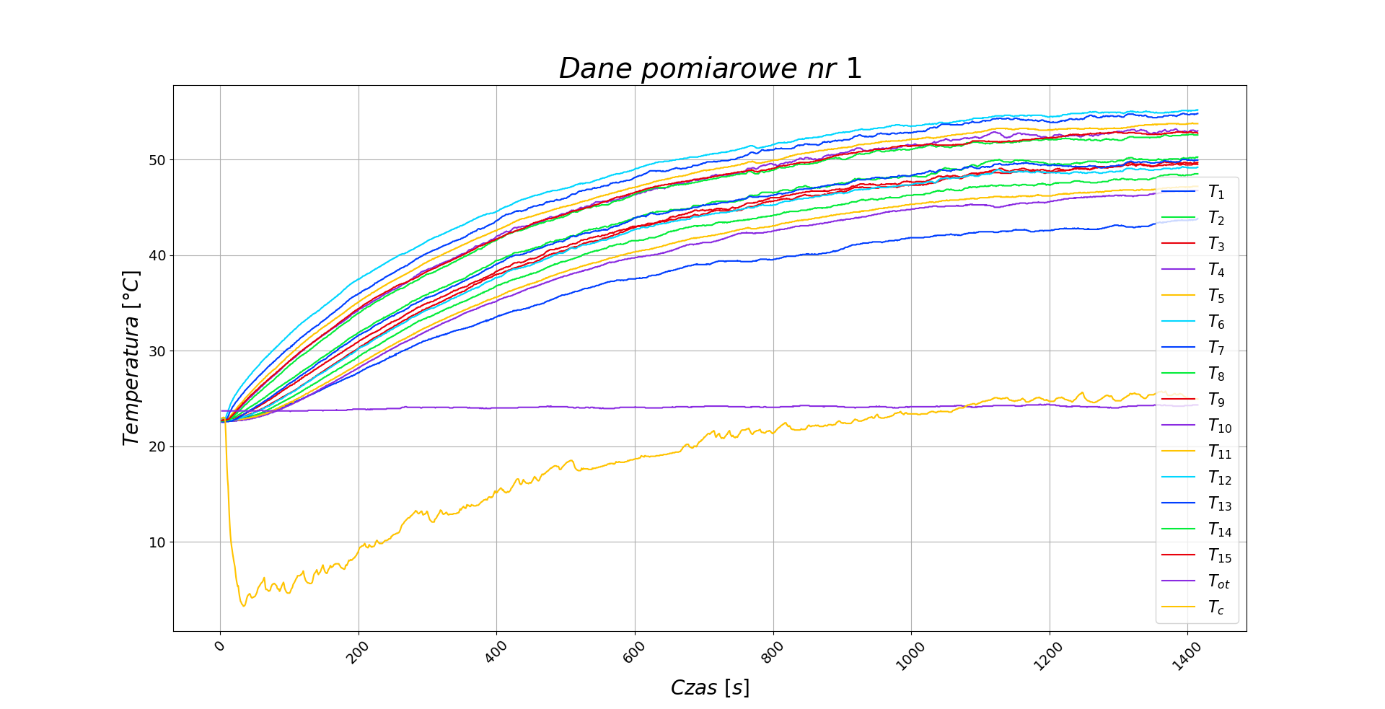 Dane pomiarowe nr 1
Temperatura [°C]
50
40
30
20
10
0
200
400
600
800
1000
1200
1400
Czas [s]
T1
T2
T3
T4
T5
T6
T7
T8
T9
T10
T11
T12
T13
T14
T15
Tot
Tc